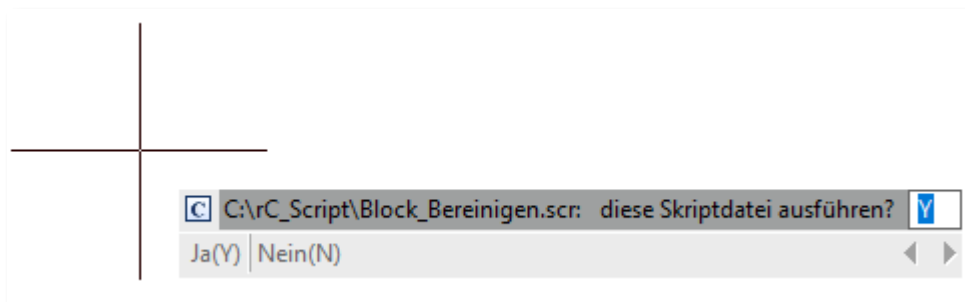 C C:\rC_Script\Block_Bereinigen.scr: diese Skriptdatei ausführen? Y
Ja(Y) Nein(N)